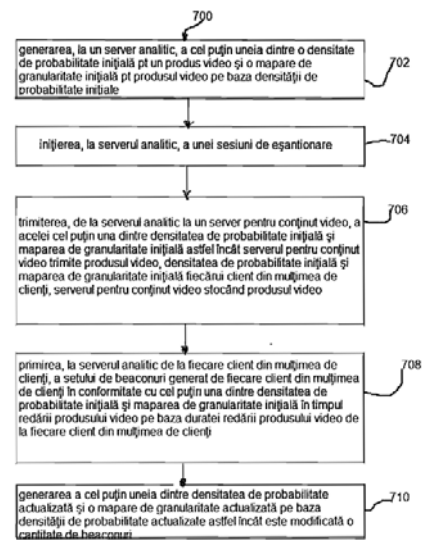 700
generarea, la un server analitic, a cel puțin uneia dintre o densitate
de probabilitate inițială pt un produs video și o mapare de
granularitate inițială pt produsul video pe baza densității de
probabilitate initiale
702
inițierea, la serverul analitic, a unei sesiuni de eșantionare
704
trimiterea, de la serverul analitic la un server pentru conținut video, a
acelei cel puțin una dintre densitatea de probabilitate inițială și
maparea de granularitate inițială astfel încât serverul pentru conținut
video trimite produsul video, densitatea de probabilitate inițială și
maparea de granularitate inițială fiecărui client din mulțimea de
clienți, serverul pentru conținut video stocând produsul video
706
primirea, la serverul analitic de la fiecare client din mulțimea de
clienți, a setului de beaconuri generat de fiecare client din mulțimea
de clienți în conformitate cu cel puțin una dintre densitatea de
probabilitate inițială și maparea de granularitate inițială în timpul
redării produsului video pe baza duratei redării produsului video de
la fiecare client din mulțimea de clienți
708
generarea a cel puțin uneia dintre densitatea de probabilitate
actualizată și o mapare de granularitate actualizată pe baza
densității de probabilitate actualizate astfel încât este modificată o
cantitate de beaconuri
710